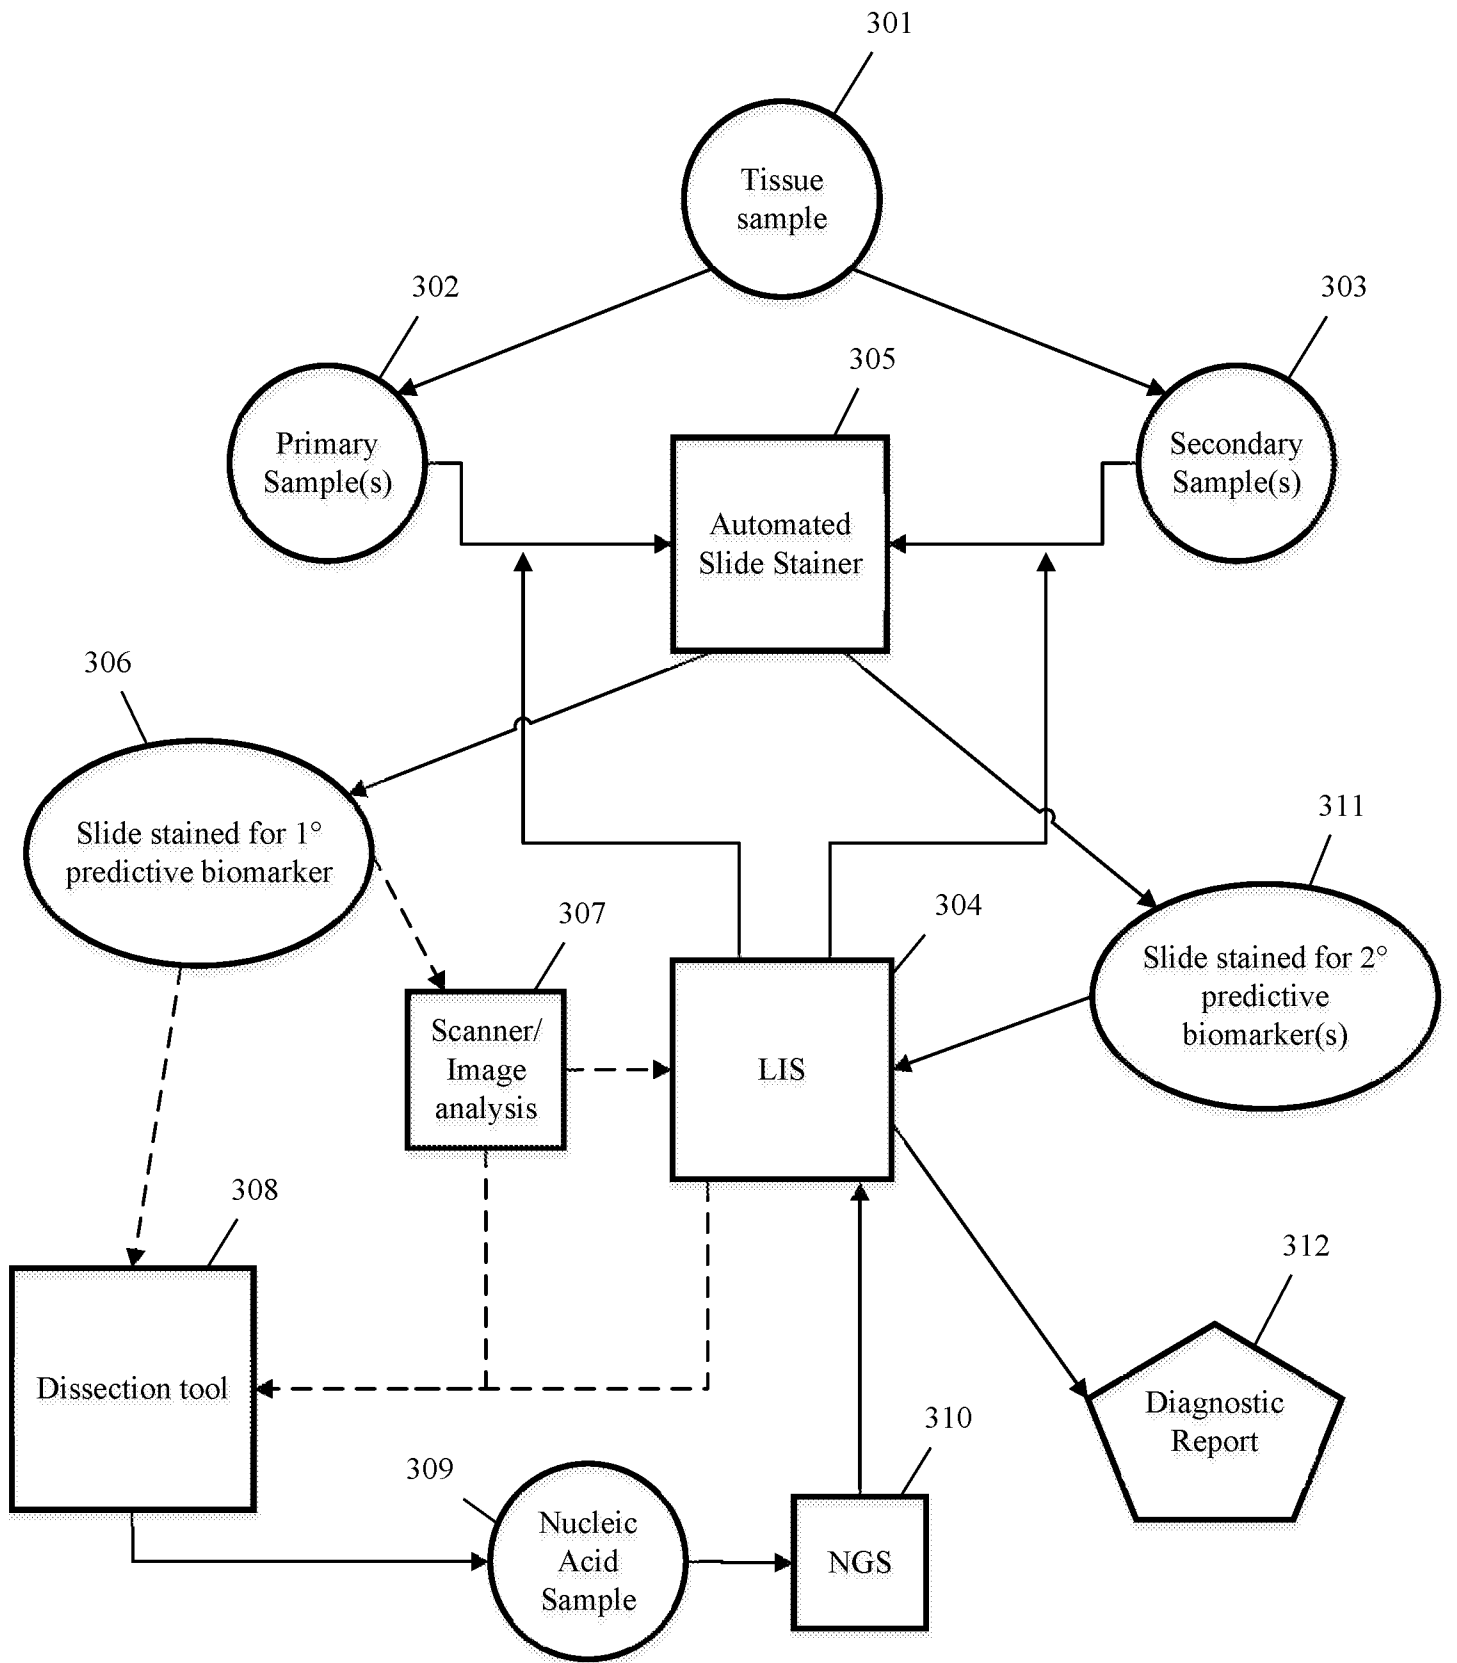 301
Tissue
sample
302
303
Primary
Sample(s)
305
Secondary
Sample(s)
Automated
Slide Stainer
306
Slide stained for 1°
predictive biomarker
311
307
304
Slide stained for 2°
predictive
biomarker(s)
Scanner/
Image
analysis
LIS
308
312
Dissection tool
Diagnostic
Report
309
310
Nucleic
Acid
Sample
NGS